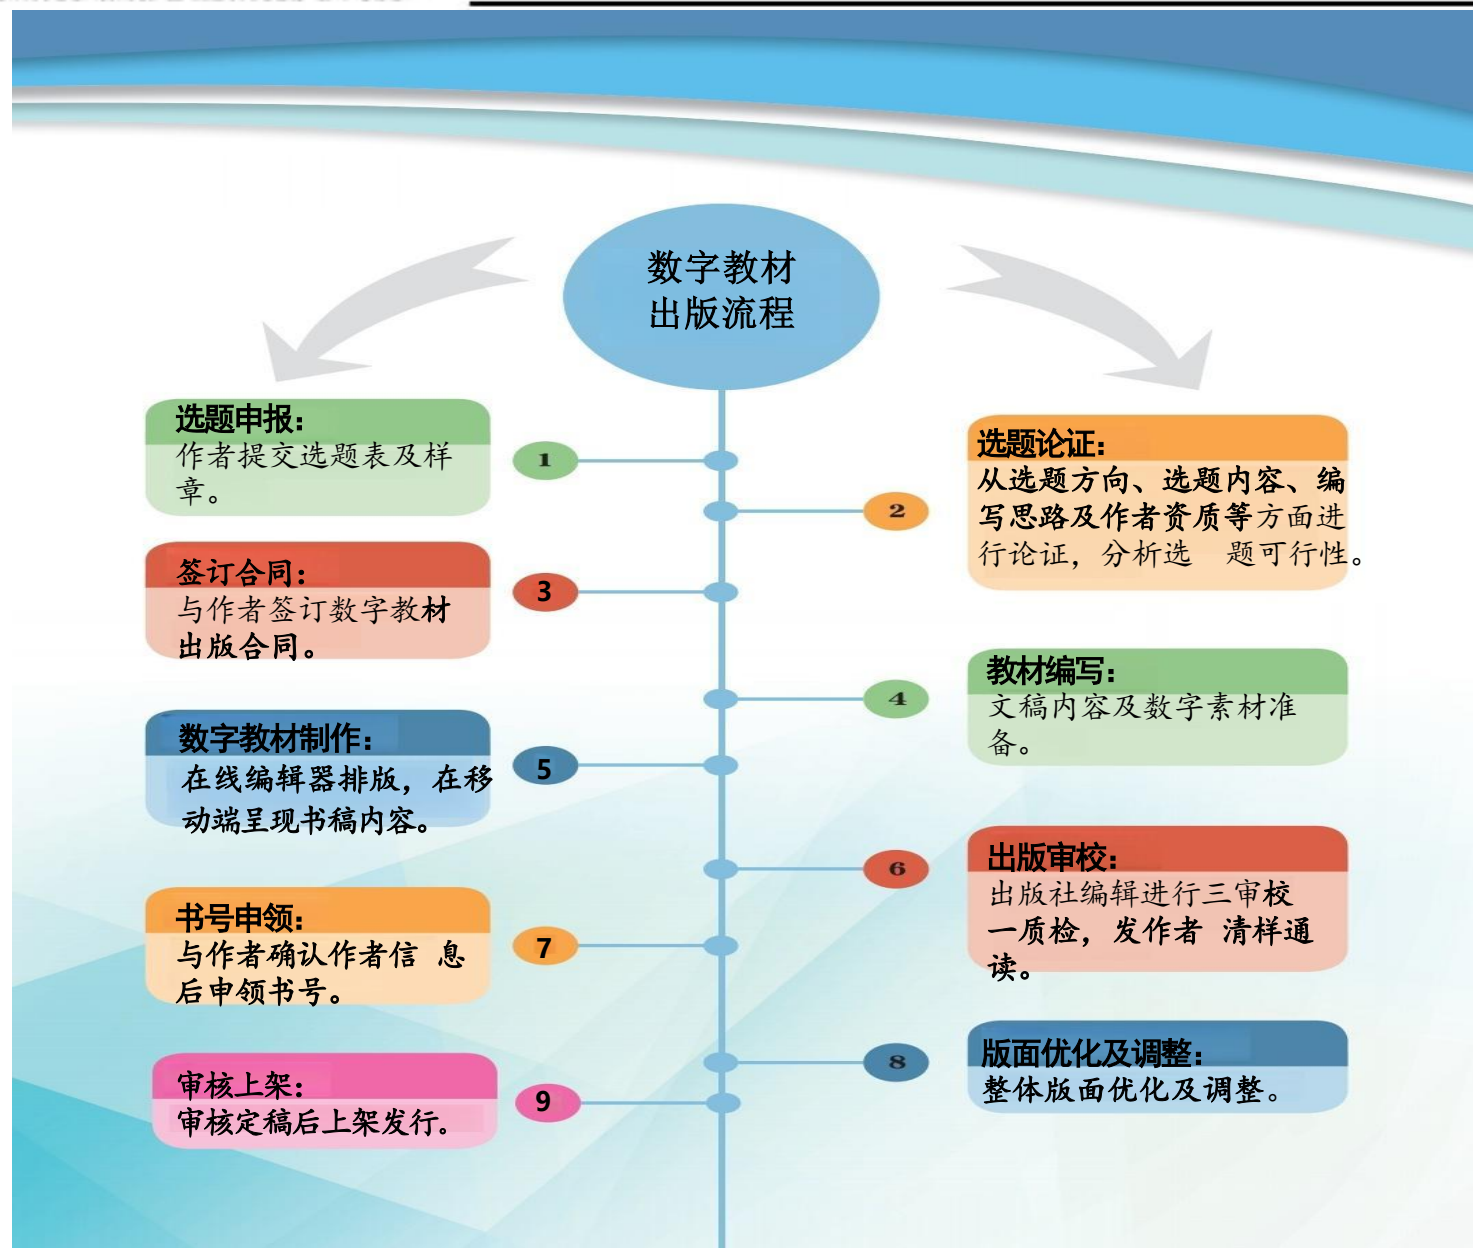 数字教材
出版流程
选题申报：
作者提交选题表及样
章。
1
2
选题论证：
从选题方向、选题内容、编
写思路及作者资质等方面进
行论证，分析选 题可行性。
签订合同：
与作者签订数字教材
出版合同。
3
4
教材编写：
文稿内容及数字素材准
备。
数字教材制作：
在线编辑器排版，在移
动端呈现书稿内容。
5
6
出版审校：
出版社编辑进行三审校
一质检，发作者 清样通
读。
书号申领：
与作者确认作者信 息
后申领书号。
7
8
版面优化及调整：
整体版面优化及调整。
审核上架：
审核定稿后上架发行。
9